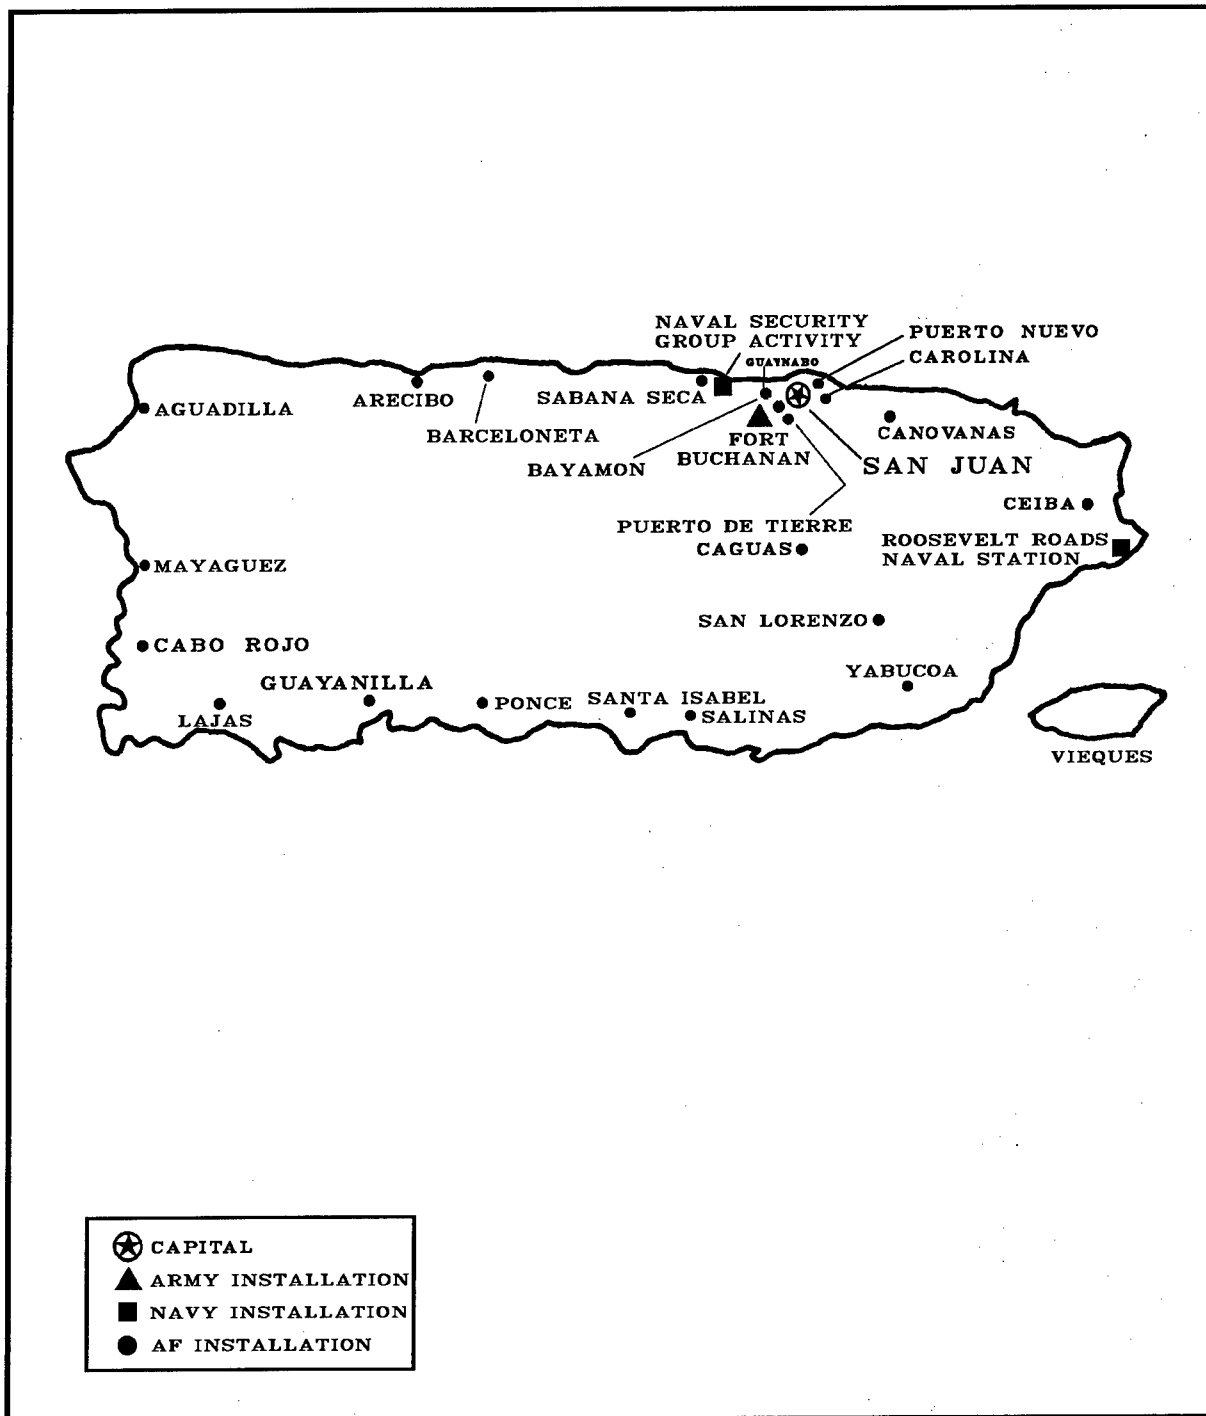 NAVAL SECURITY
GROUP ACTIVITY
PUERTO NUEVO
GUAYNABO
CAROLINA
SABANA SECA
ARECIBO
AGUADILLA
BARCELONETA
CANOVANAS
FORT
BUCHANAN
BAYAMON
SAN JUAN
CEIBA
PUERTO DE TIERRE
CAGUAS
ROOSEVELT ROADS
NAVAL STATION
MAYAGUEZ
SAN LORENZO
CABO ROJO
YABUCOA
GUAYANILLA
SANTA ISABEL
PONCE
SALINAS
LAJAS
VIEQUES
CAPITAL
ARMY INSTALLATION
NAVY INSTALLATION
AF INSTALLATION